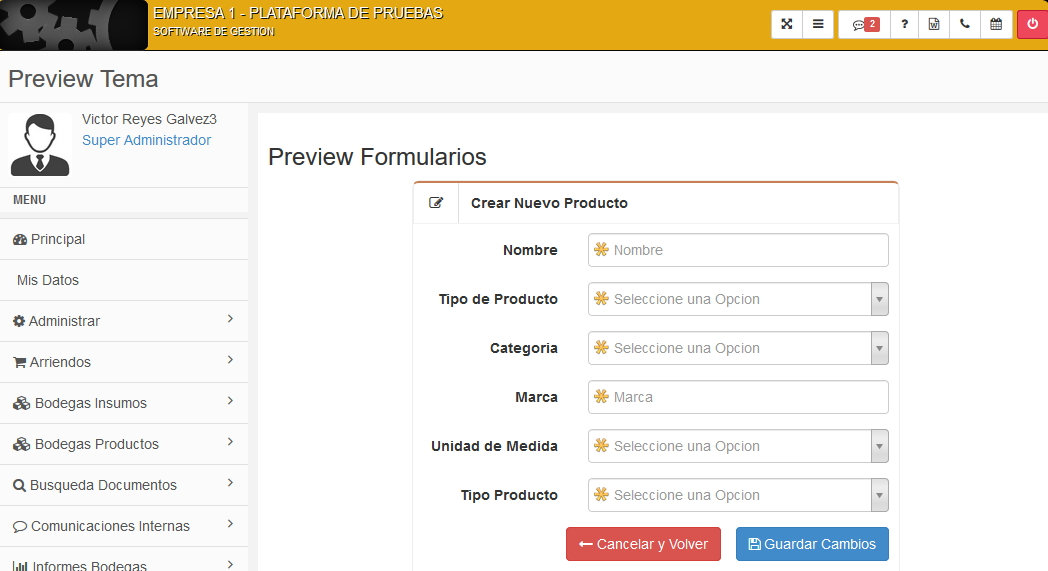 EMPRESA 1 - PLATAFORMA DE PRUEBAS
SOFTWARE DE GESTION
2
?
Preview Tema
Victor Reyes Galvez3
Super Administrador
MENU
Principal
Mis Datos
Administrar
Arriendos
Bodegas Insumos
Bodegas Productos
Busqueda Documentos
Comunicaciones Internas
Informes Bodegas
Preview Formularios
Crear Nuevo Producto
Nombre Nombre
Tipo de Producto Seleccione una Opcion
Categoria Seleccione una Opcion
Marca Marca
Unidad de Medida Seleccione una Opcion
Tipo Producto Seleccione una Opcion
Cancelar y Volver Guardar Cambios